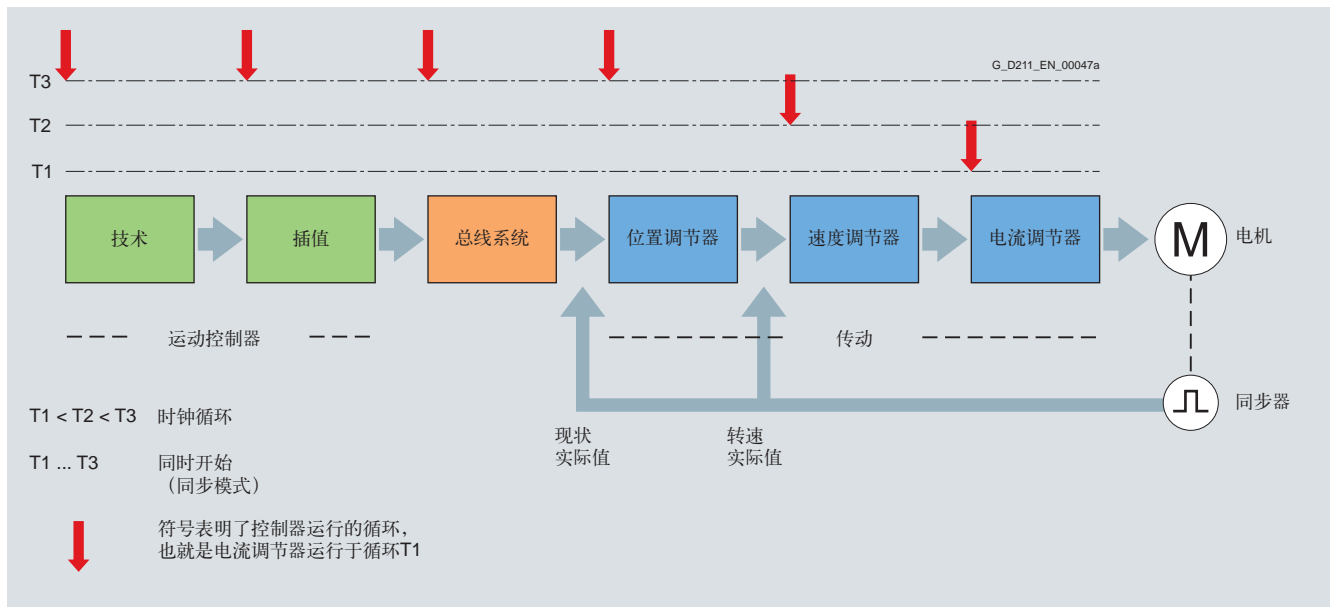 G_D211_EN_00047a
T3
T2
T1
技术
插值
总线系统
位置调节器
速度调节器
电流调节器
M
电机
运动控制器
传动
同步器
现状
实际值
转速
实际值
T1 < T2 < T3 时钟循环
T1 ... T3 同时开始
（同步模式）
符号表明了控制器运行的循环，
也就是电流调节器运行于循环T1